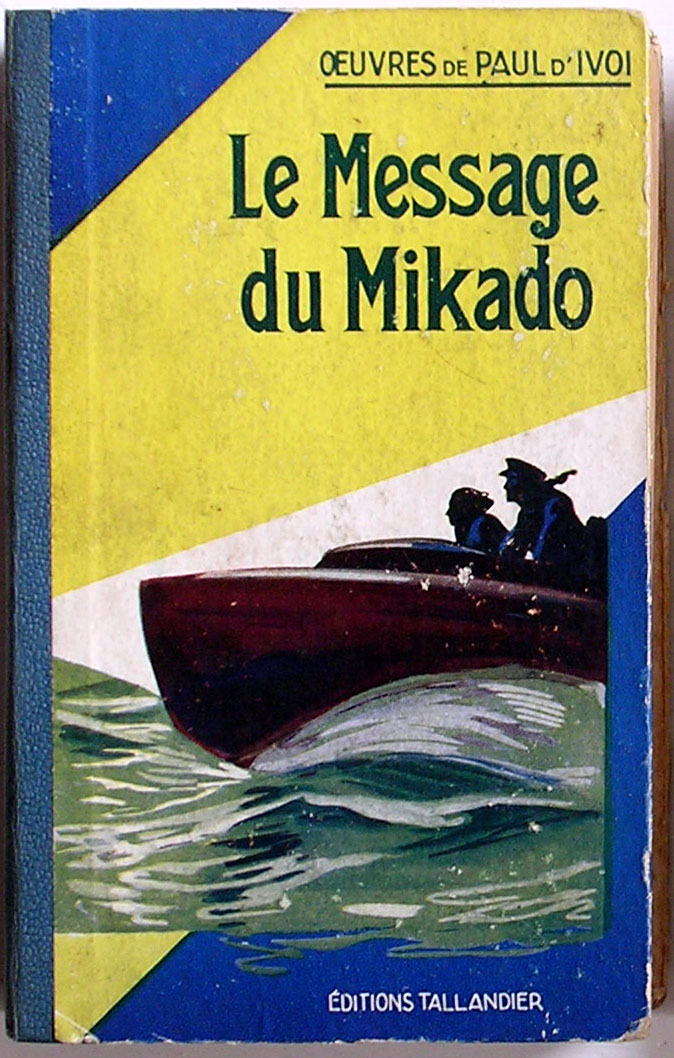 ŒUVRES DE PAUL D'IVOI
Le Message
du Mikado
ÉDITIONS TALLANDIER